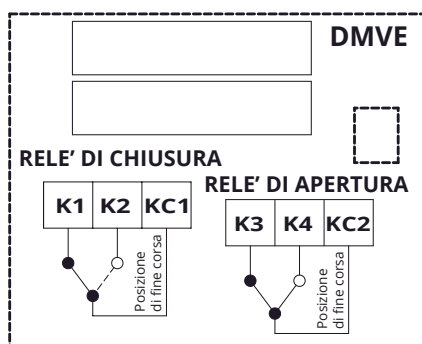 DMVE
RELE' DI CHIUSURA
K1 K2 KC1
Posizione
di fine corsa
RELE' DI APERTURA
K3 K4 KC2
Posizione
di fine corsa